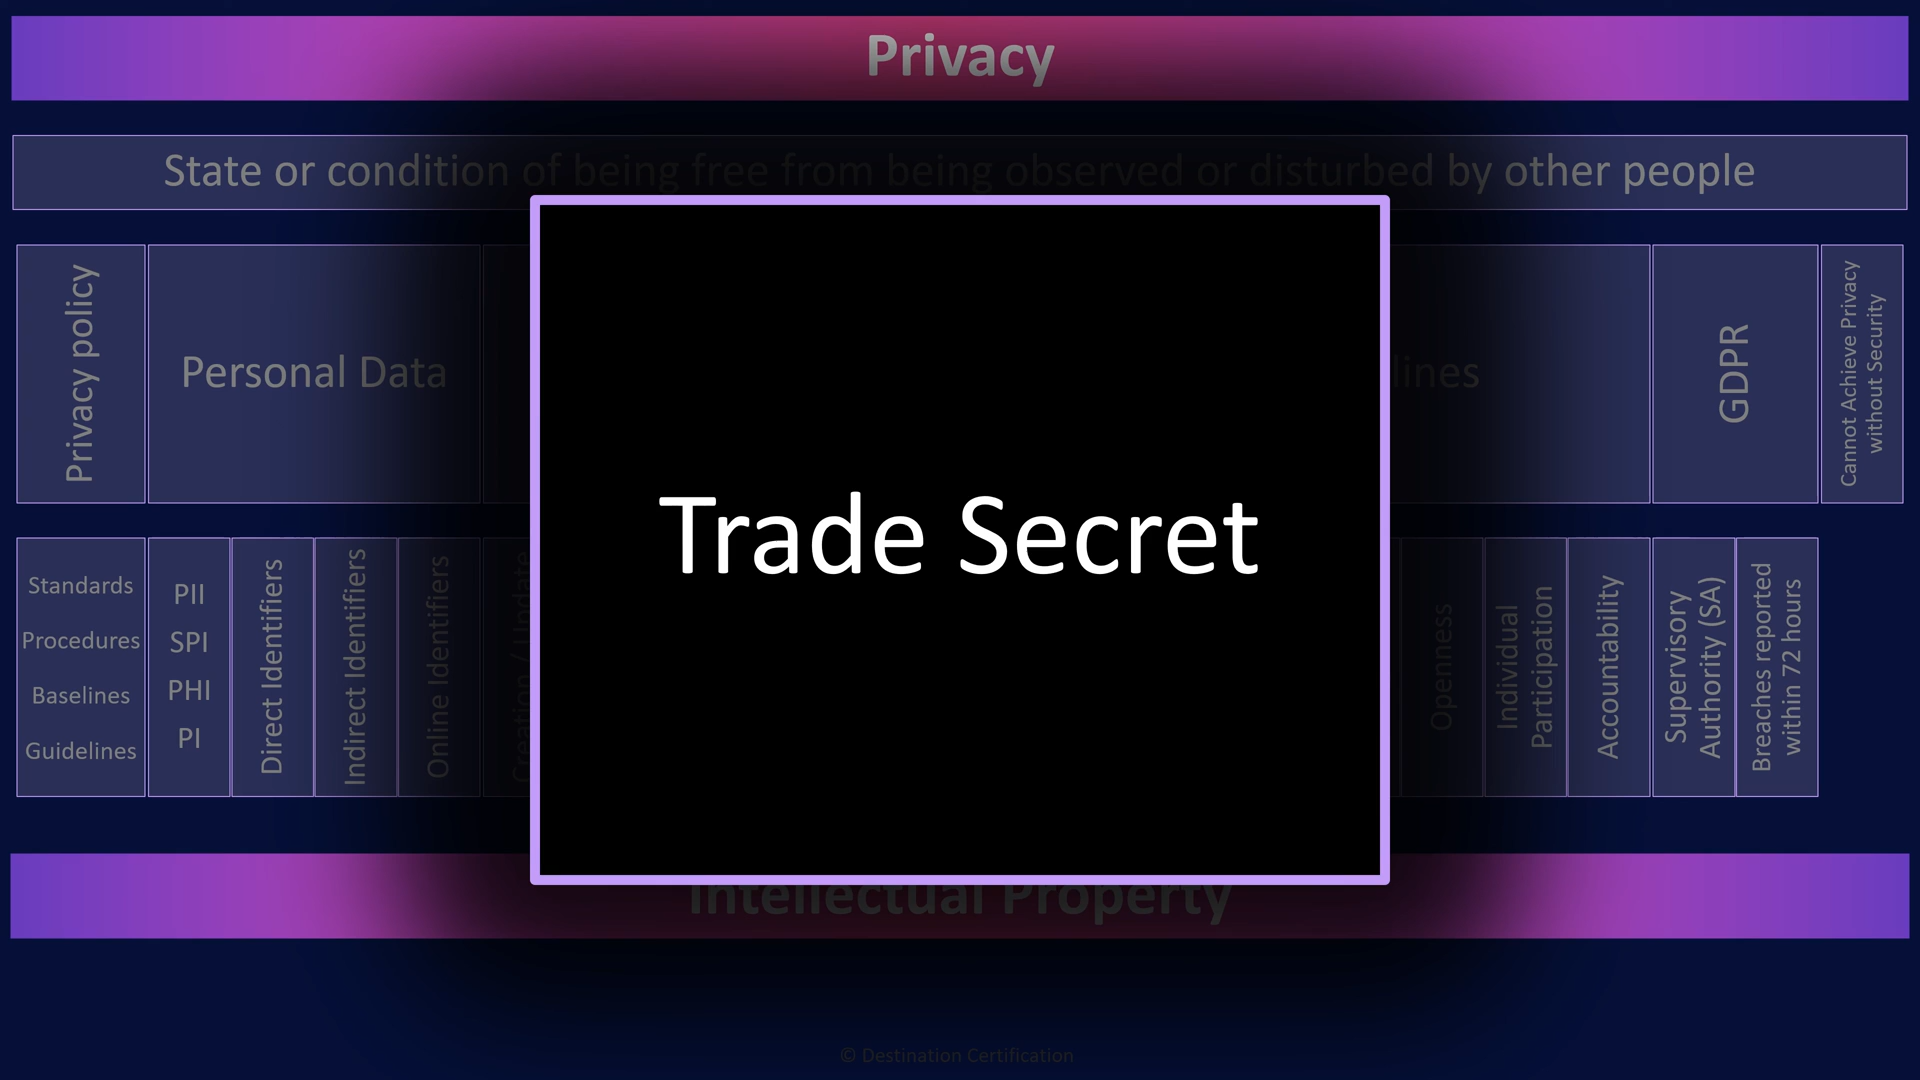 Privacy
State or condition of being free from being observed or disturbed by other people
Privacy policy
Personal Data
lines
GDPR
Cannot Achieve Privacy
without Security
Trade Secret
Standards
Procedures
Baselines
Guidelines
PII
SPI
PHI
PI
Direct Identifiers
Indirect Identifiers
Online Identifiers
Creation / Update
Openness
Individual
Participation
Accountability
Supervisory
Authority (SA)
Breaches reported
within 72 hours
Intellectual Property
© Destination Certification